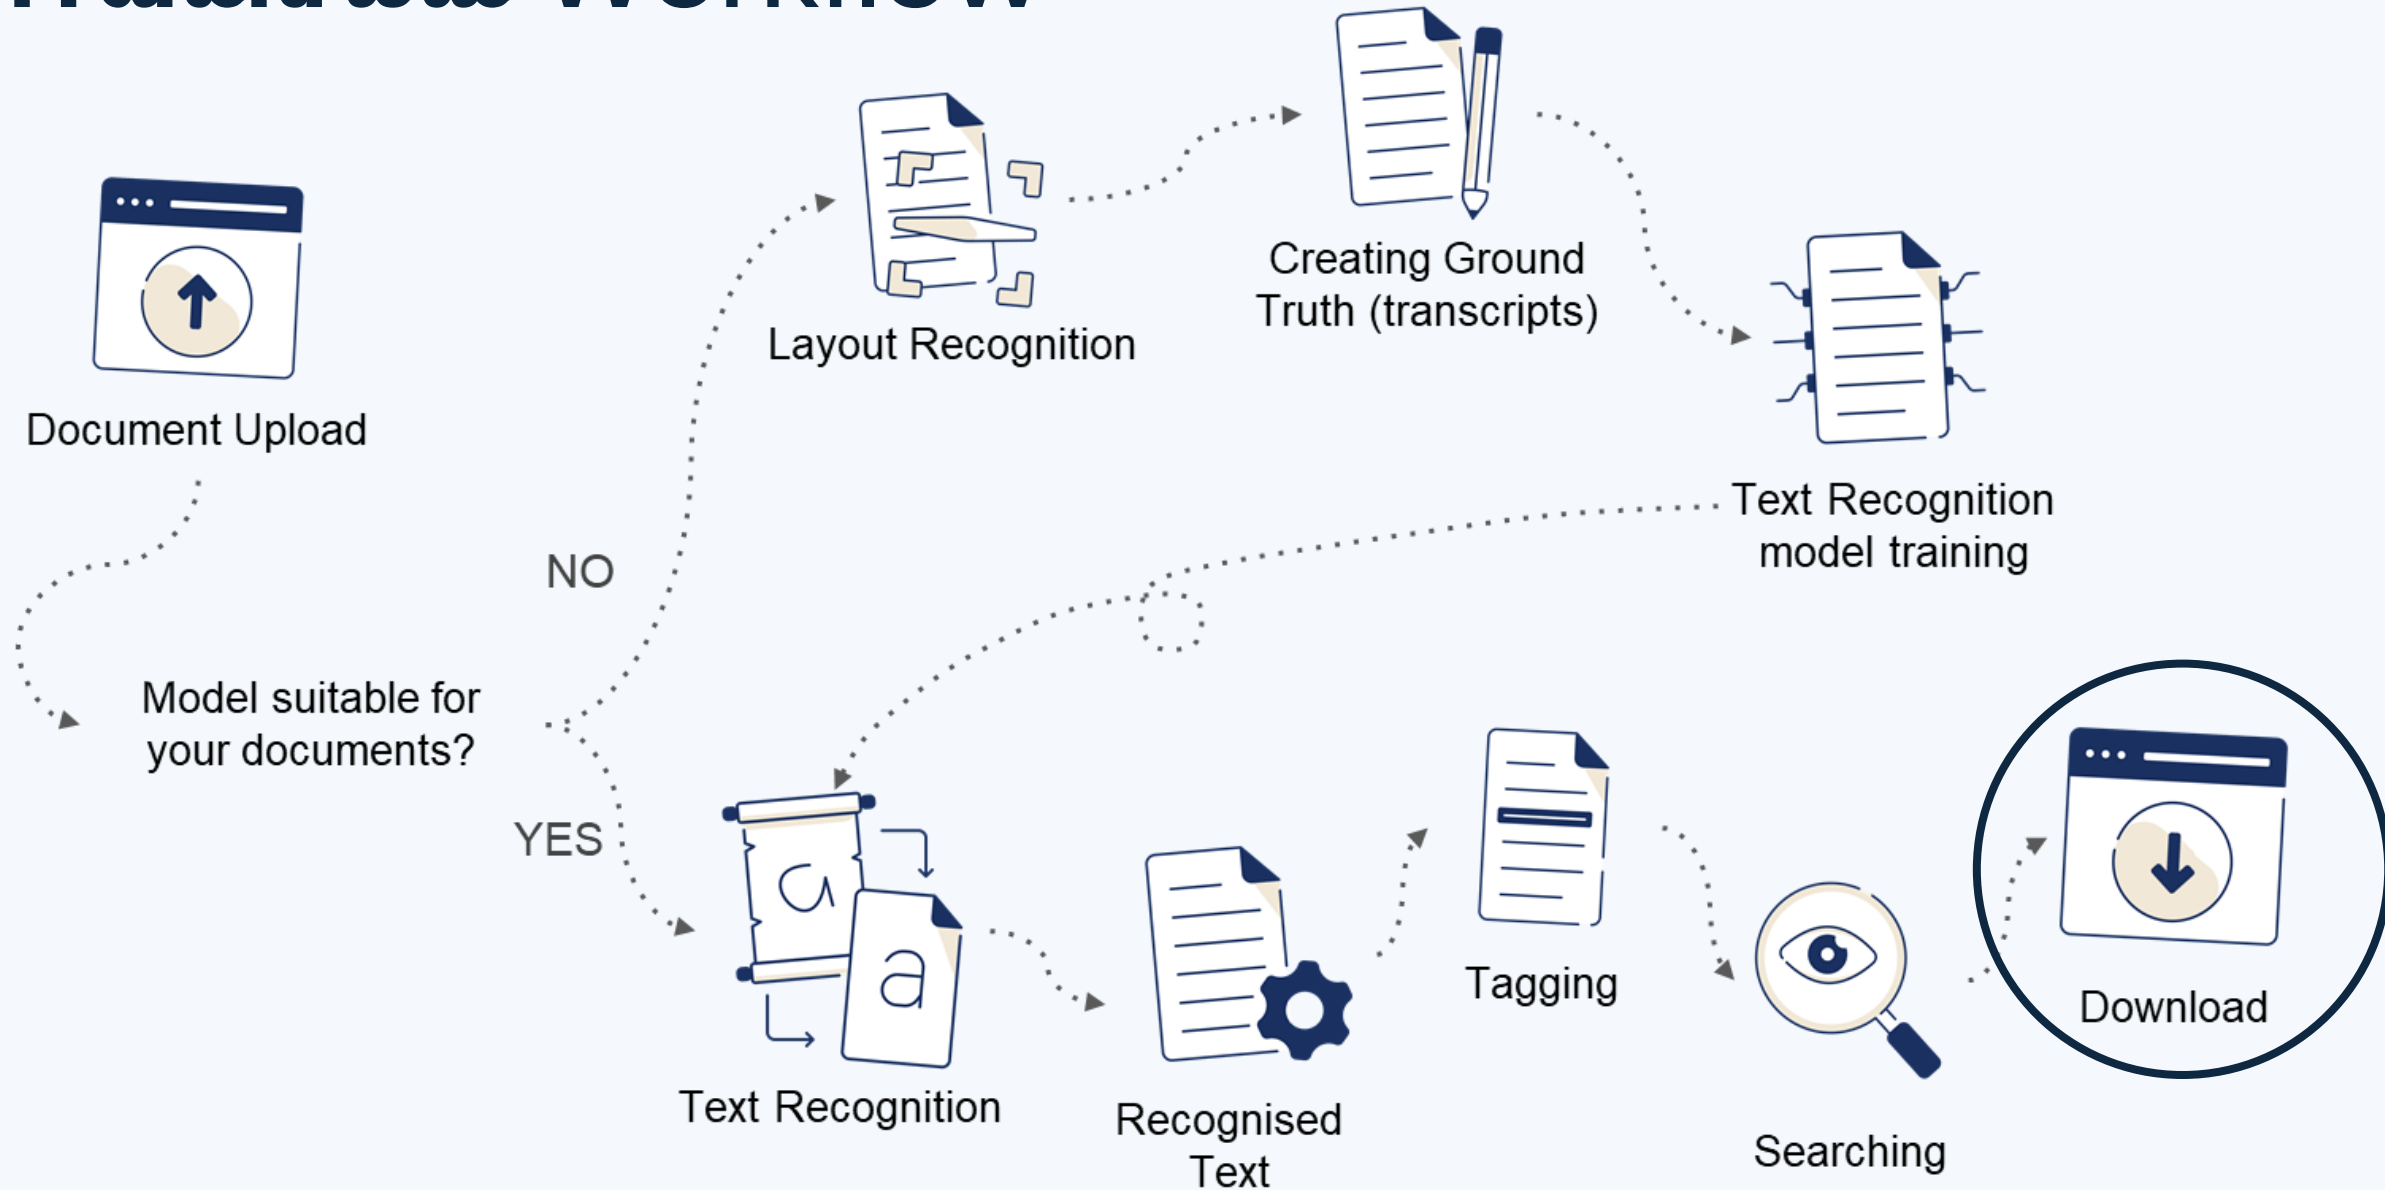 Workflow
Document Upload
Model suitable for
your documents?
NO
YES
Layout Recognition
Creating Ground
Truth (transcripts)
Text Recognition
model training
a
a
Text Recognition
Recognised
Text
Tagging
Searching
Download